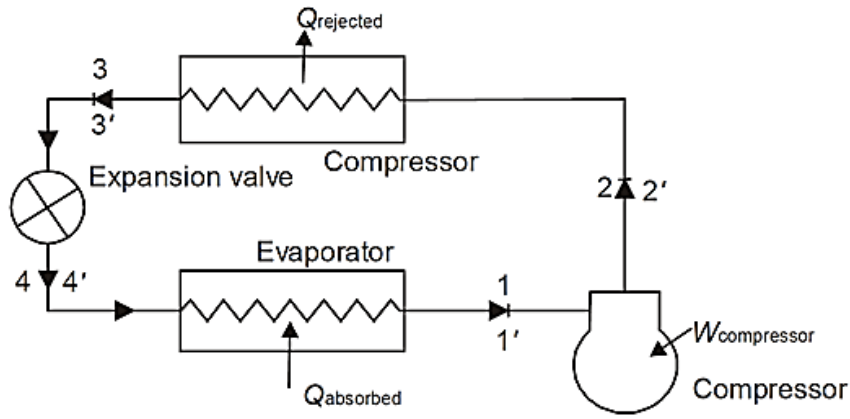 Qrejected
3
3′
Compressor
Expansion valve
2 2′
Evaporator
4 4′
1
1′
Wcompressor
Qabsorbed
Compressor